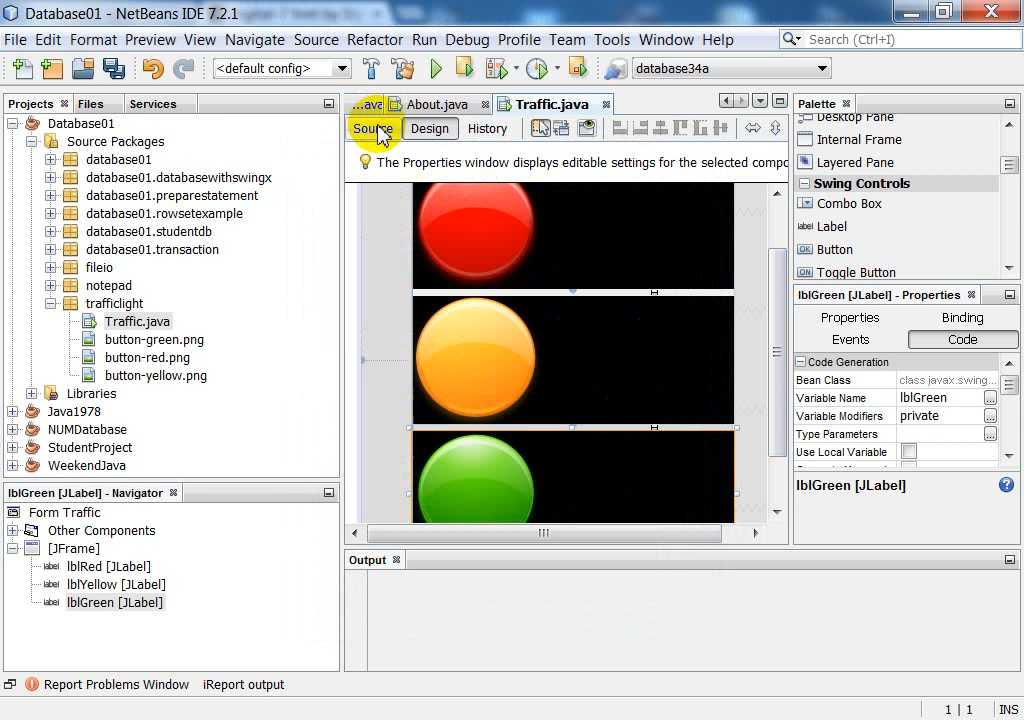 Database01 - NetBeans IDE 7.2.1
File Edit Format Preview View Navigate Source Refactor Run Debug Profile Team Tools Window Help
Search (Ctrl+I)
<default config>
database34a
Projects Files Services
...ava About.java Traffic.java
Palette
Source Design History
The Properties window displays editable settings for the selected compo
Desktop Pane
Internal Frame
Layered Pane
Swing Controls
Combo Box
label Label
OK Button
ON Toggle Button
Database01
Source Packages
database01
database01.databasewithswingx
database01.preparestatement
database01.rowsetexample
database01.studentdb
database01.transaction
fileio
notepad
trafficlight
Traffic.java
button-green.png
button-red.png
button-yellow.png
Libraries
Java1978
NUMDatabase
StudentProject
WeekendJava
lblGreen [JLabel] - Properties
Properties Binding
Events Code
Code Generation
Bean Class class javax.swing...
Variable Name lblGreen ...
Variable Modifiers private ...
Type Parameters ...
Use Local Variable
lblGreen [JLabel]
lblGreen [JLabel] - Navigator
Form Traffic
Other Components
[JFrame]
label lblRed [JLabel]
label lblYellow [JLabel]
label lblGreen [JLabel]
Output
Report Problems Window iReport output
1 | 1 INS